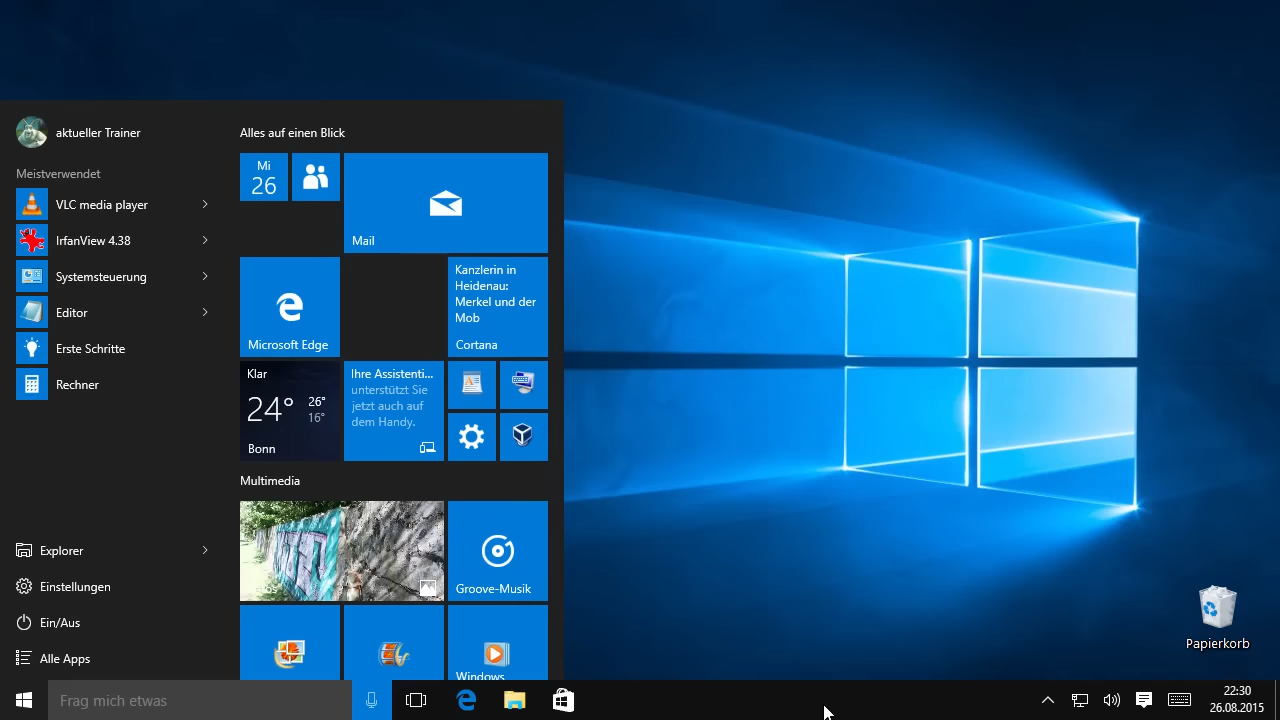 aktueller Trainer
Meistverwendet
VLC media player
IrfanView 4.38
Systemsteuerung
Editor
Erste Schritte
Rechner
Explorer
Einstellungen
Ein/Aus
Alle Apps
Alles auf einen Blick
Mi
26
Mail
Microsoft Edge
Kanzlerin in
Heidenau:
Merkel und der
Mob
Cortana
Klar
24°
26°
16°
Bonn
Ihre Assistenti...
unterstützt Sie
jetzt auch auf
dem Handy.
Multimedia
Groove-Musik
Windows
Papierkorb
Frag mich etwas
22:30
26.08.2015